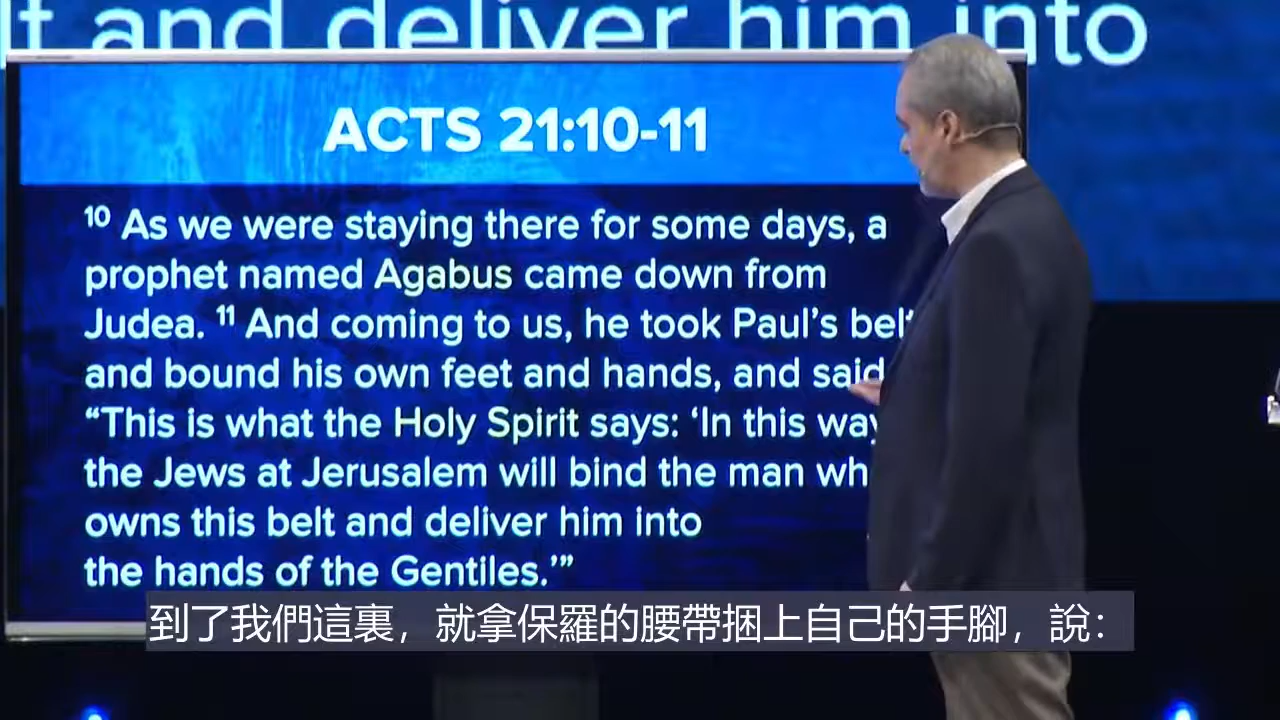 and deliver him into
ACTS 21:10-11
10 As we were staying there for some days, a
prophet named Agabus came down from
Judea. 11 And coming to us, he took Paul’s belt
and bound his own feet and hands, and said
“This is what the Holy Spirit says: ‘In this way
the Jews at Jerusalem will bind the man wh
owns this belt and deliver him into
the hands of the Gentiles.’”
到了我們這裏，就拿保羅的腰帶捆上自己的手腳，說：